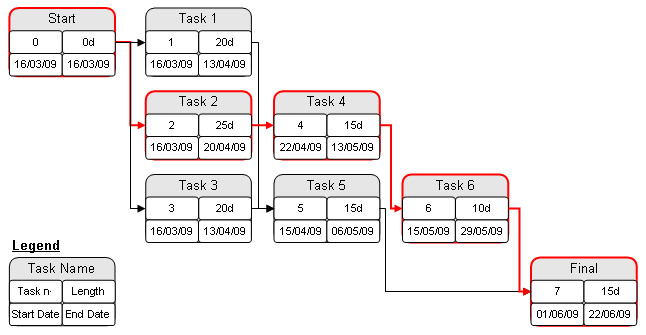 Start
0 0d
16/03/09 16/03/09
Task 1
1 20d
16/03/09 13/04/09
Task 2
2 25d
16/03/09 20/04/09
Task 4
4 15d
22/04/09 13/05/09
Task 3
3 20d
16/03/09 13/04/09
Task 5
5 15d
15/04/09 06/05/09
Task 6
6 10d
15/05/09 29/05/09
Legend
Task Name
Task n· Length
Start Date End Date
Final
7 15d
01/06/09 22/06/09